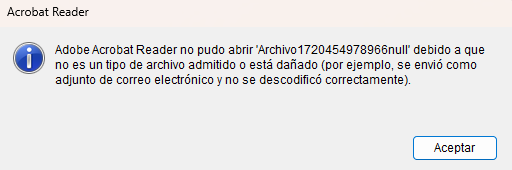 Acrobat Reader
Adobe Acrobat Reader no pudo abrir 'Archivo1720454978966null' debido a que
no es un tipo de archivo admitido o está dañado (por ejemplo, se envió como
adjunto de correo electrónico y no se descodificó correctamente).
Aceptar